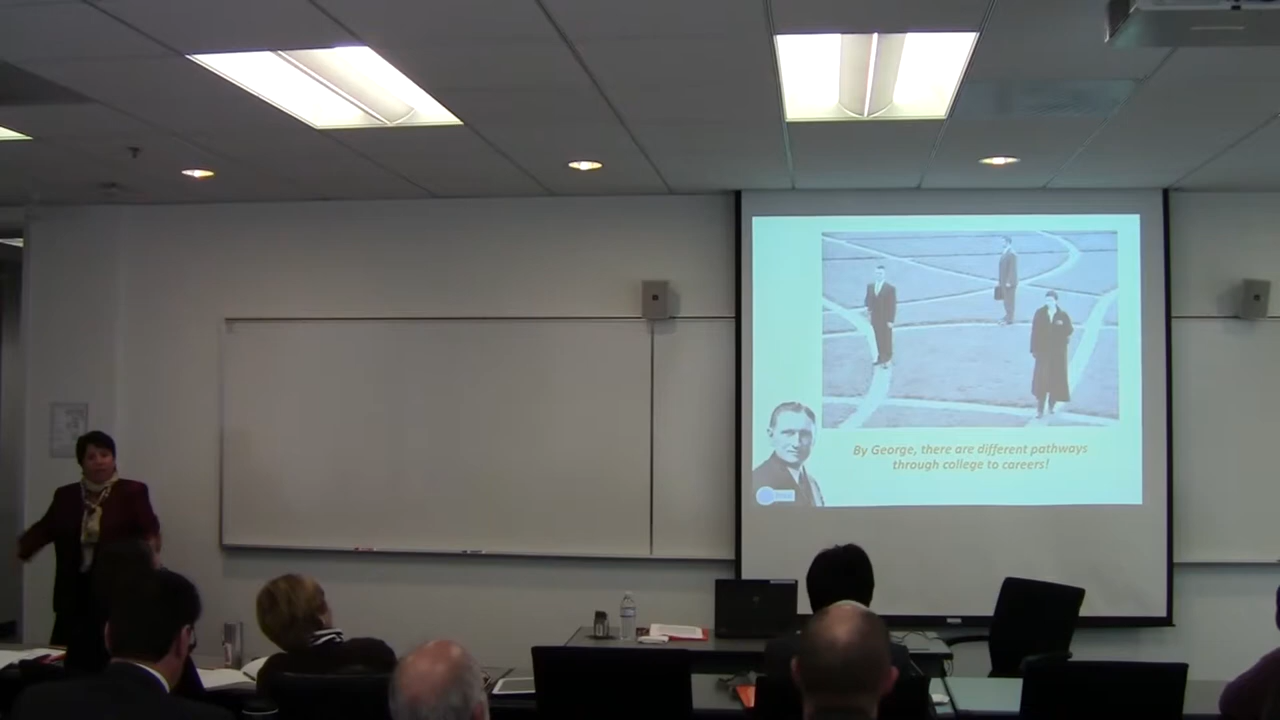 By George, there are different pathways
through college to careers!